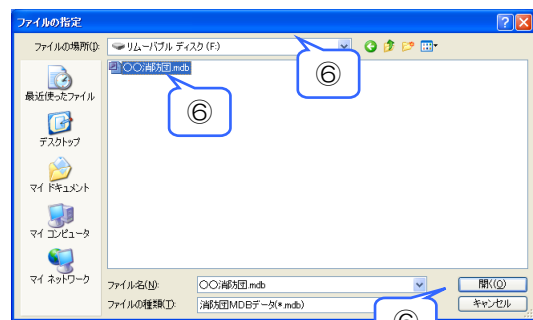 ファイルの指定
ファイルの場所(I): リムーバブル ディスク (F:)
○○消防団.mdb
⑥
⑥
最近使ったファイル
デスクトップ
マイ ドキュメント
マイ コンピュータ
マイ ネットワーク
ファイル名(N): ○○消防団.mdb 開く(O)
ファイルの種類(T): 消防団MDBデータ(*.mdb) キャンセル